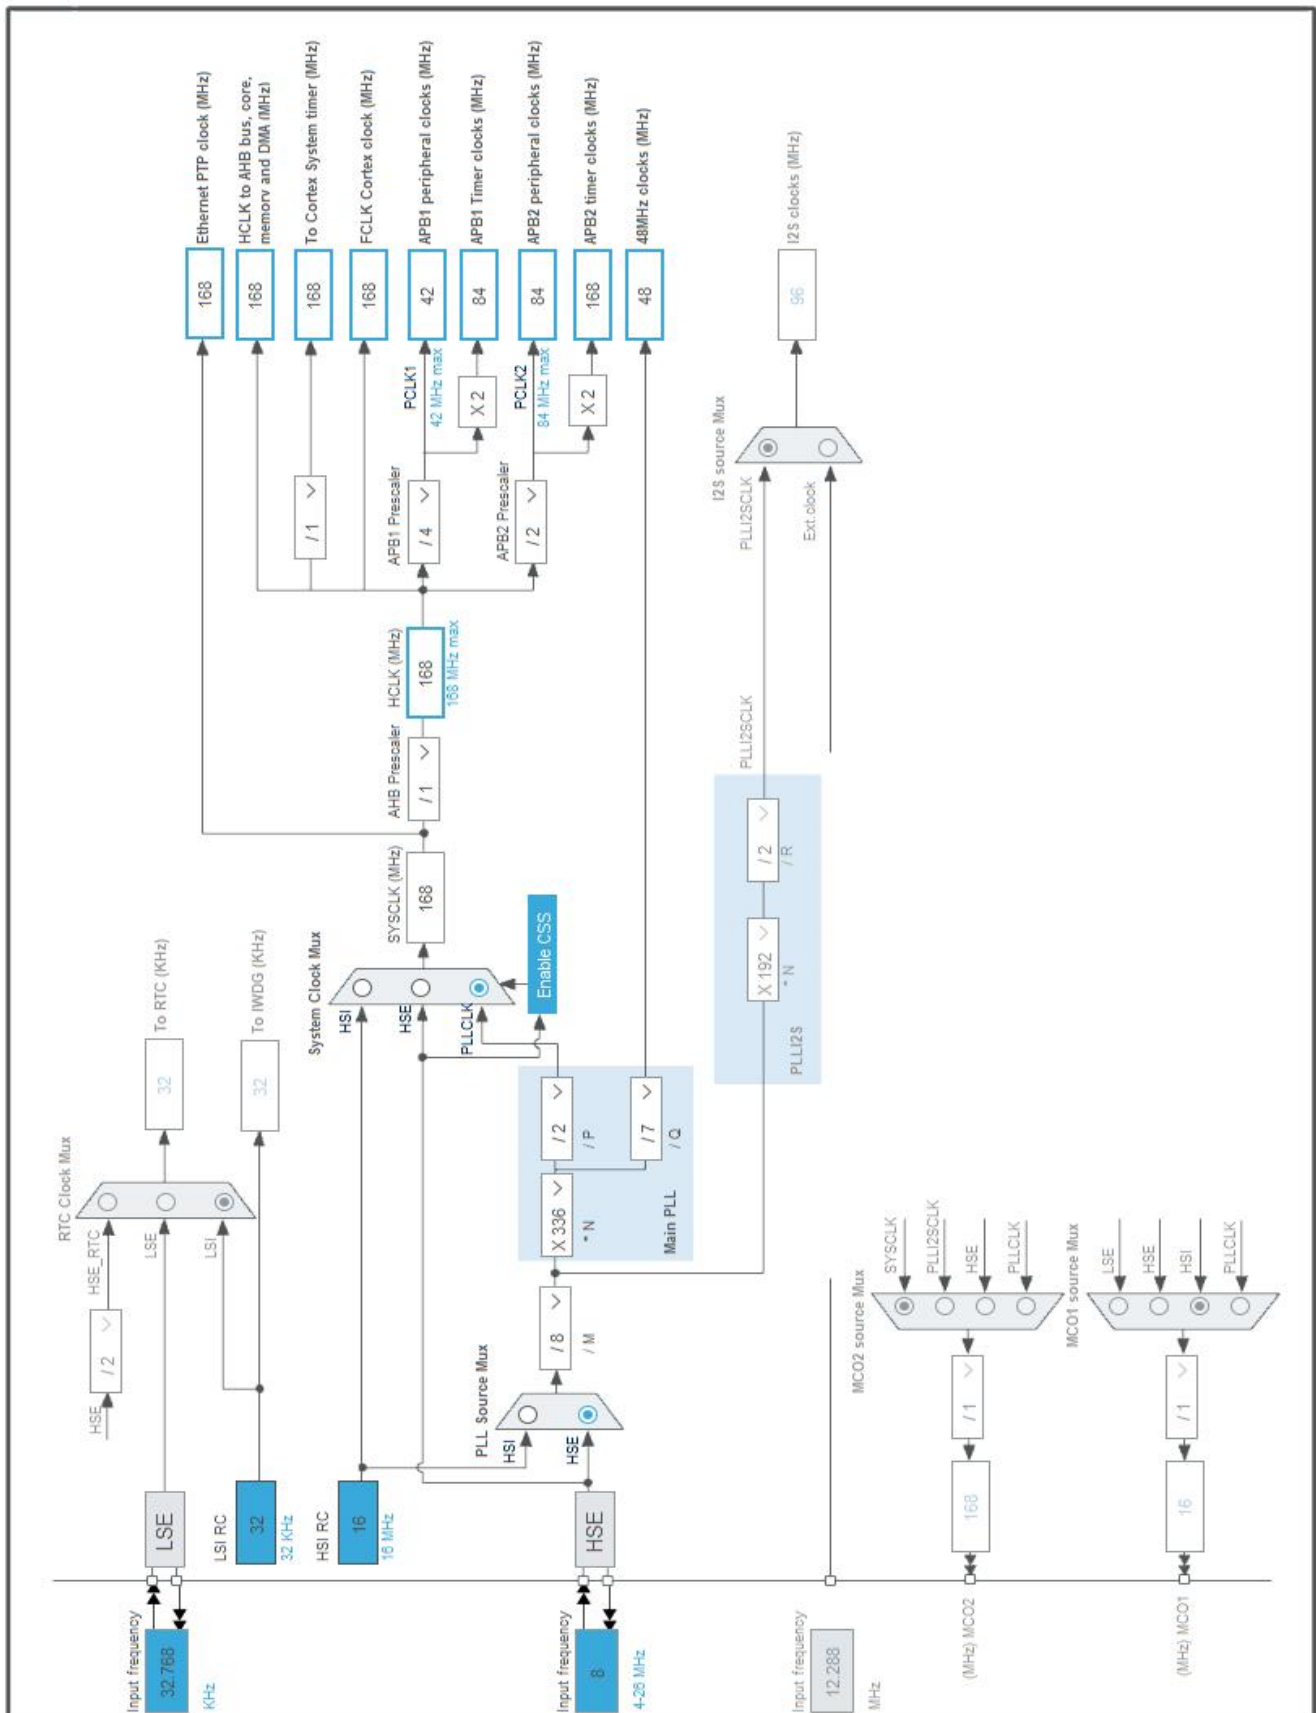 Input frequency
32.768
KHz
LSE
LSI RC
32
32 KHz
HSI RC
16
16 MHz
Input frequency
8
4-26 MHz
HSE
Input frequency
12.288
MHz
HSE
/ 2
HSE_RTC
LSE
LSI
RTC Clock Mux
32
To RTC (KHz)
32
To IWDG (KHz)
PLL Source Mux
HSI
HSE
/ 8
/ M
X 336
* N
/ 2
/ P
/ 7
/ Q
Main PLL
System Clock Mux
HSI
HSE
PLLCLK
Enable CSS
SYSCLK (MHz)
168
AHB Prescaler
/ 1
HCLK (MHz)
168
168 MHz max
/ 1
APB1 Prescaler
/ 4
PCLK1
42 MHz max
X 2
APB2 Prescaler
/ 2
PCLK2
84 MHz max
X 2
168
Ethernet PTP clock (MHz)
168
HCLK to AHB bus, core,
memory and DMA (MHz)
168
To Cortex System timer (MHz)
168
FCLK Cortex clock (MHz)
42
APB1 peripheral clocks (MHz)
84
APB1 Timer clocks (MHz)
84
APB2 peripheral clocks (MHz)
168
APB2 timer clocks (MHz)
48
48MHz clocks (MHz)
PLLI2S
X 192
* N
/ 2
/ R
PLLI2SCLK
PLLI2SCLK
Ext.clock
I2S source Mux
96
I2S clocks (MHz)
(MHz) MCO2
168
/ 1
MCO2 source Mux
SYSCLK
PLLI2SCLK
HSE
PLLCLK
(MHz) MCO1
16
/ 1
MCO1 source Mux
LSE
HSE
HSI
PLLCLK